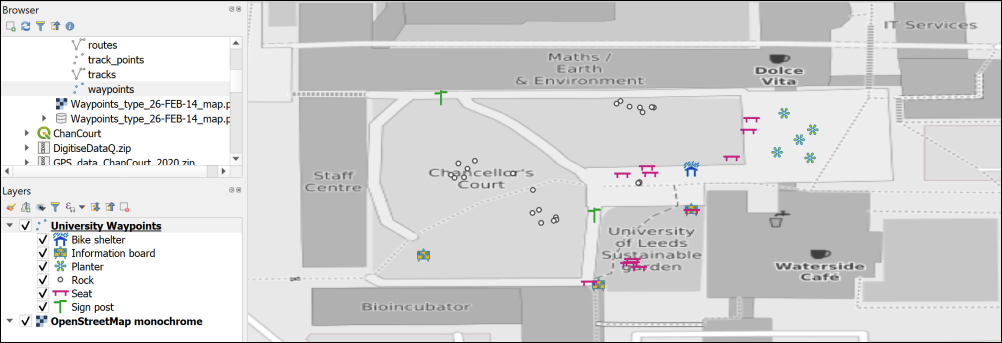 Browser
routes
track_points
tracks
waypoints
Waypoints_type_26-FEB-14_map.p
Waypoints_type_26-FEB-14_map.p
ChanCourt
DigitiseDataQ.zip
GPS_data_ChanCourt_2020.zip
Layers
University Waypoints
Bike shelter
Information board
Planter
Rock
Seat
Sign post
OpenStreetMap monochrome
IT Services
Maths /
Earth
& Environment
Dolce
Vita
Staff
Centre
Chancellor's
Court
University
of Leeds
Sustainable
garden
Waterside
Café
Bioincubator